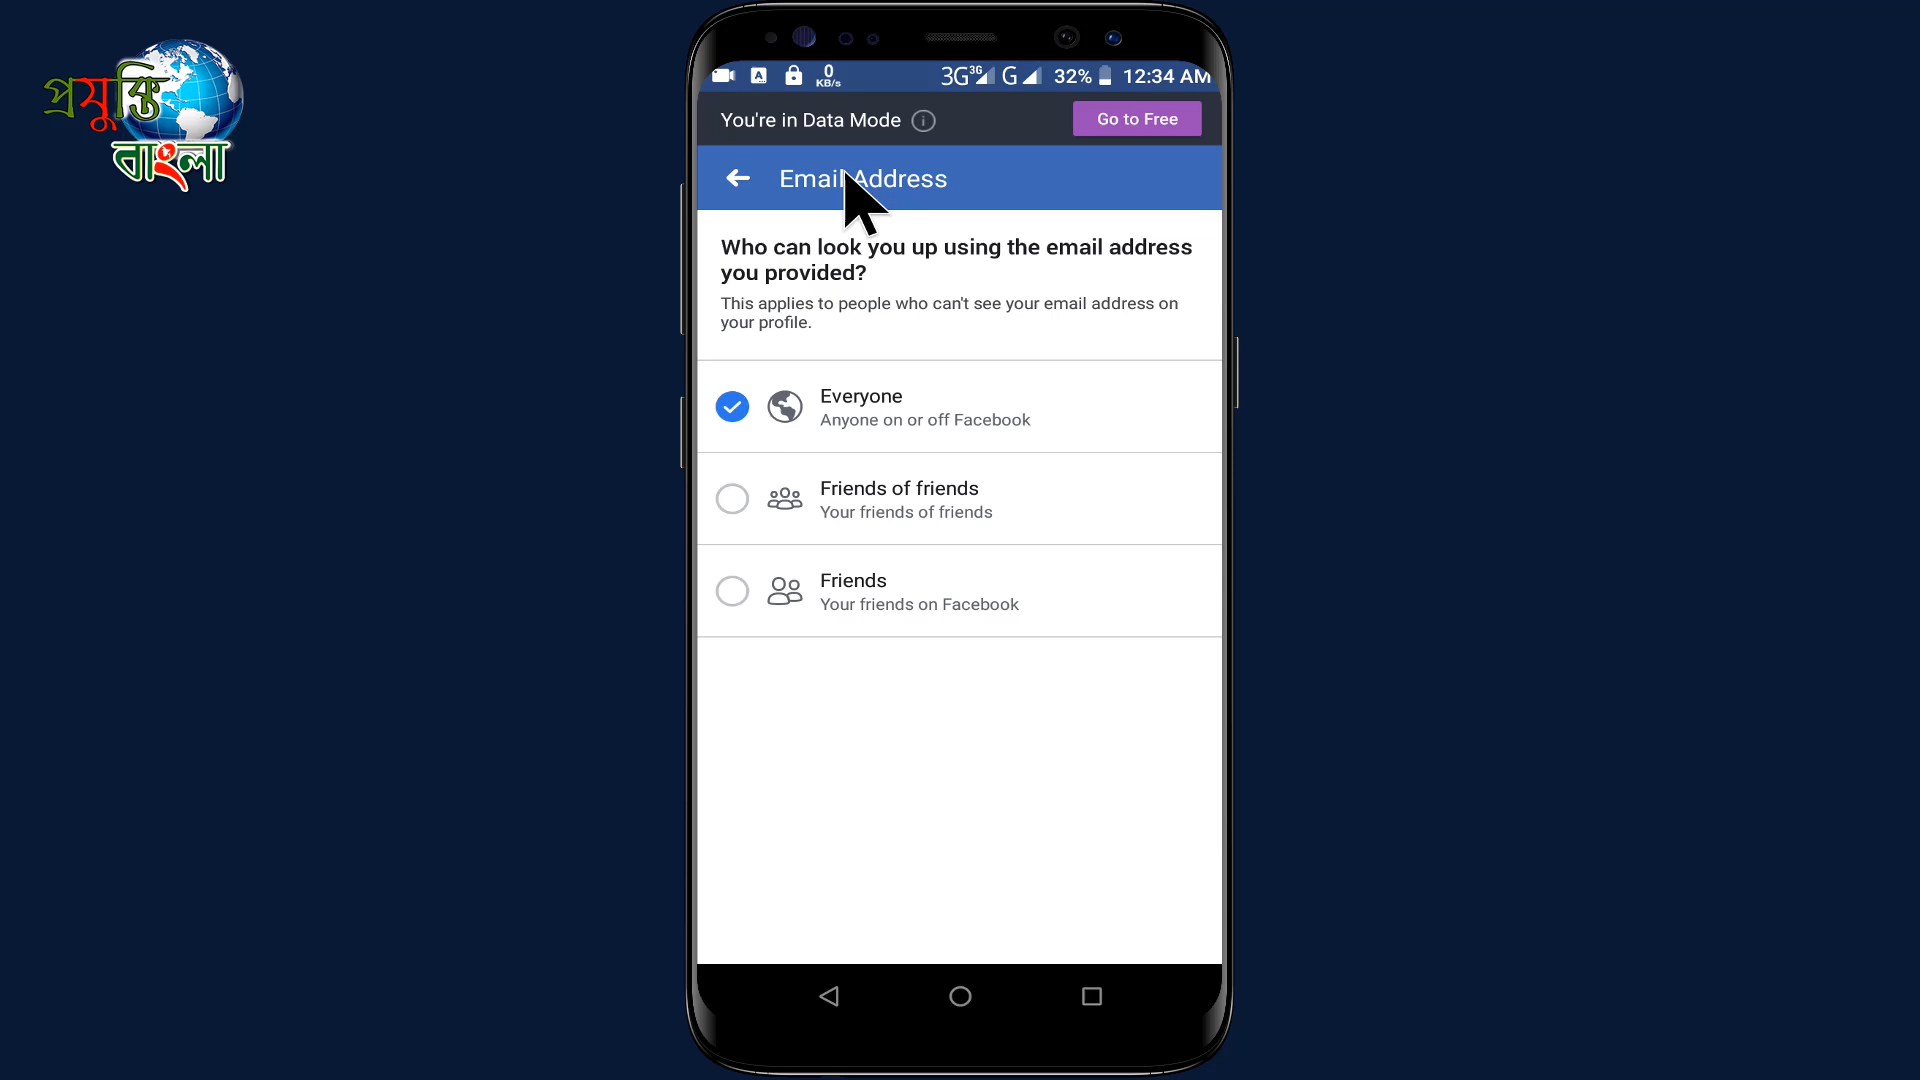 প্রযুক্তি
বাংলা
A
0
KB/s
3G 3G G 32% 12:34 AM
You're in Data Mode
Go to Free
Email Address
Who can look you up using the email address
you provided?
This applies to people who can't see your email address on
your profile.
Everyone
Anyone on or off Facebook
Friends of friends
Your friends of friends
Friends
Your friends on Facebook